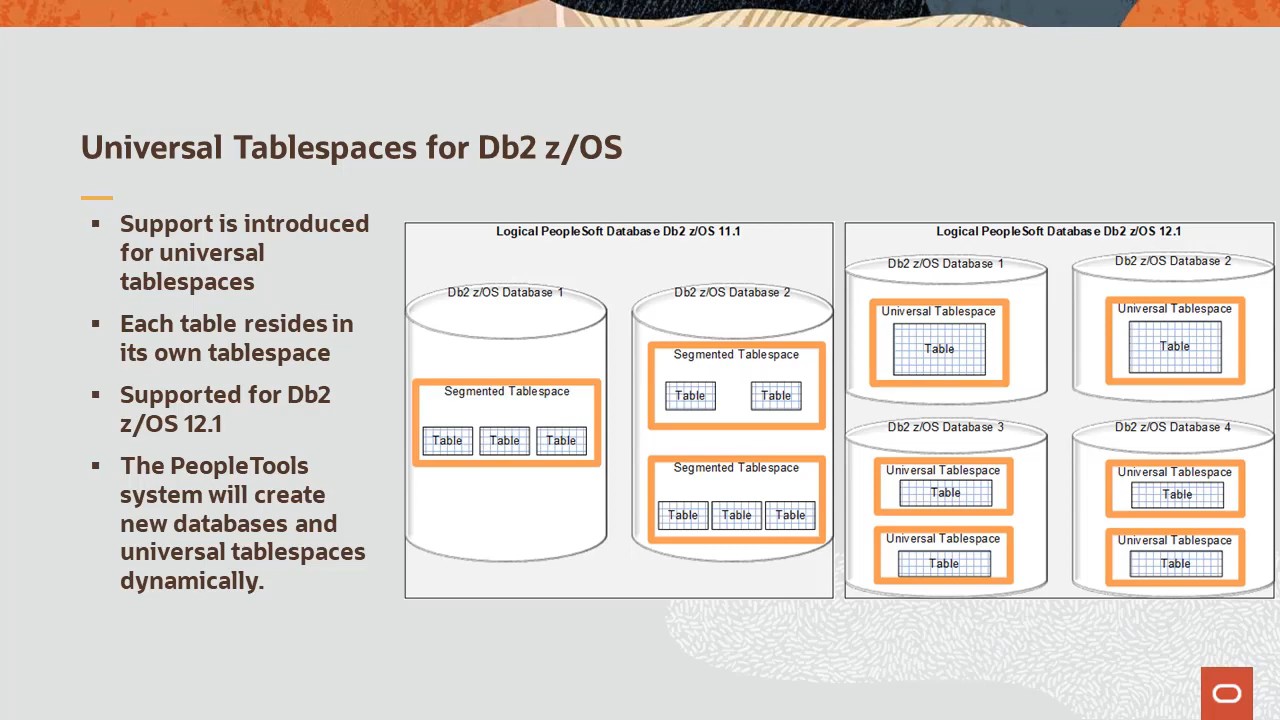 Universal Tablespaces for Db2 z/OS
▪ Support is introduced
for universal
tablespaces
▪ Each table resides in
its own tablespace
▪ Supported for Db2
z/OS 12.1
▪ The PeopleTools
system will create
new databases and
universal tablespaces
dynamically.
Logical PeopleSoft Database Db2 z/OS 11.1
Db2 z/OS Database 1
Segmented Tablespace
Table Table Table
Db2 z/OS Database 2
Segmented Tablespace
Table Table
Segmented Tablespace
Table Table Table
Logical PeopleSoft Database Db2 z/OS 12.1
Db2 z/OS Database 1
Universal Tablespace
Table
Db2 z/OS Database 2
Universal Tablespace
Table
Db2 z/OS Database 3
Universal Tablespace
Table
Universal Tablespace
Table
Db2 z/OS Database 4
Universal Tablespace
Table
Universal Tablespace
Table